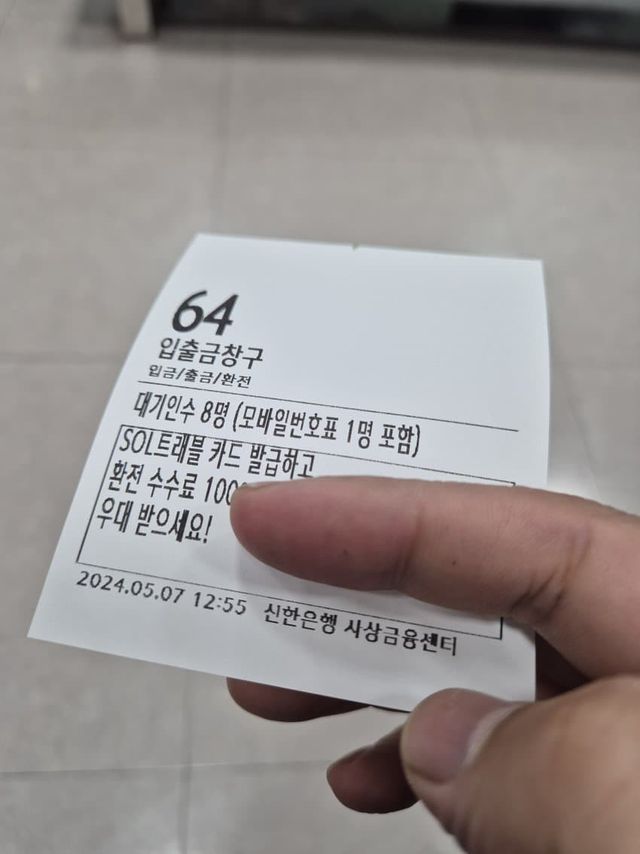 64
입출금창구
입금/출금/환전
대기인수 8명 (모바일번호표 1명 포함)
SOL트래블 카드 발급하고
환전 수수료 100
우대 받으세요!
2024.05.07 12:55 신한은행 사상금융센터